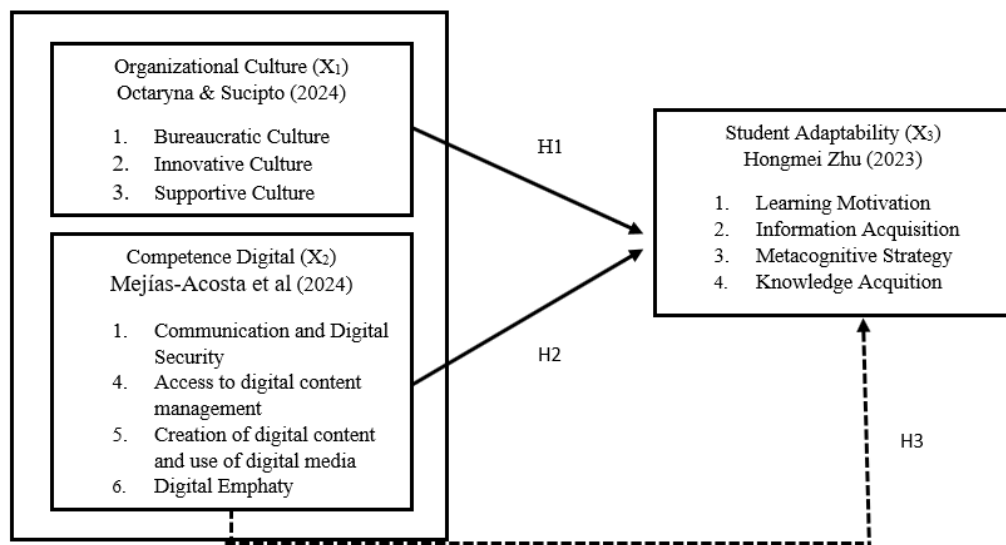 Organizational Culture (X₁)
Octaryna & Sucipto (2024)
1. Bureaucratic Culture
2. Innovative Culture
3. Supportive Culture
Competence Digital (X₂)
Mejías-Acosta et al (2024)
1. Communication and Digital
Security
4. Access to digital content
management
5. Creation of digital content
and use of digital media
6. Digital Emphaty
H1
H2
Student Adaptability (X₃)
Hongmei Zhu (2023)
1. Learning Motivation
2. Information Acquisition
3. Metacognitive Strategy
4. Knowledge Acquition
H3